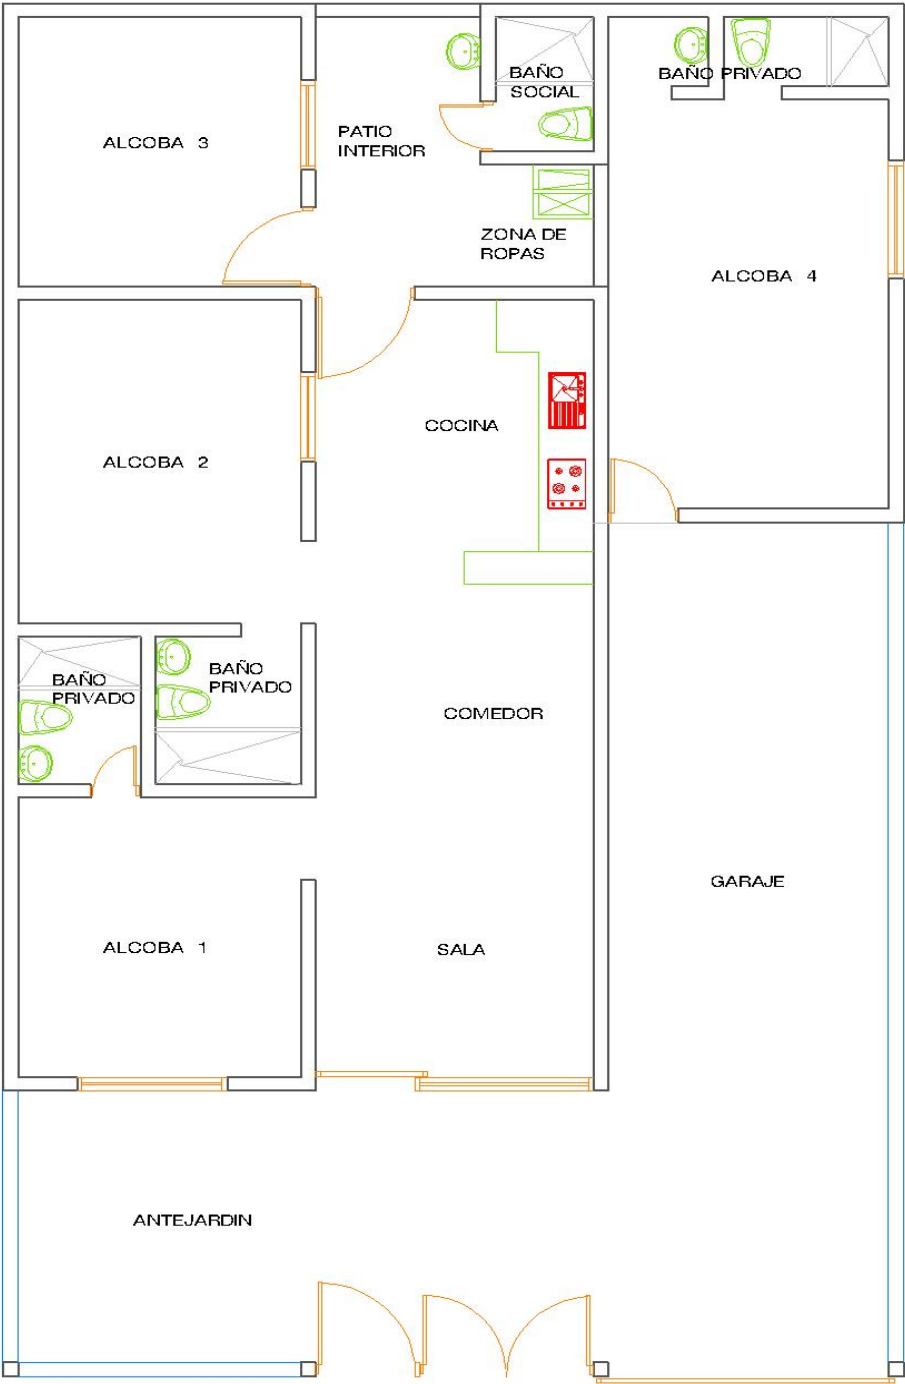 BAÑO
SOCIAL
BAÑO PRIVADO
ALCOBA 3
PATIO
INTERIOR
ZONA DE
ROPAS
ALCOBA 4
COCINA
ALCOBA 2
BAÑO
PRIVADO
BAÑO
PRIVADO
COMEDOR
GARAJE
ALCOBA 1
SALA
ANTEJARDIN